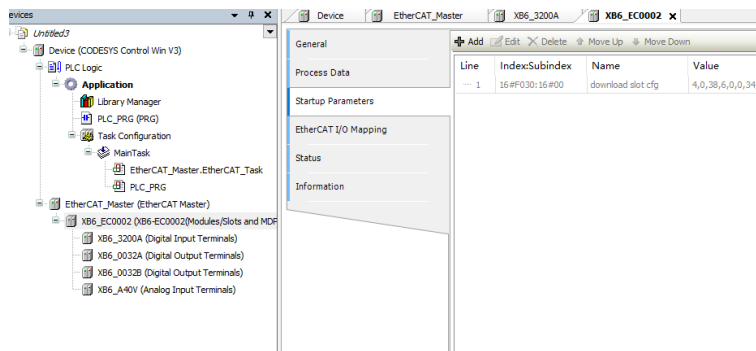 evices
Device
EtherCAT_Master
XB6_3200A
XB6_EC0002
Untitled3
Device (CODESYS Control Win V3)
PLC Logic
Application
Library Manager
PLC_PRG (PRG)
Task Configuration
MainTask
EtherCAT_Master.EtherCAT_Task
PLC_PRG
EtherCAT_Master (EtherCAT Master)
XB6_EC0002 (XB6-EC0002(Modules/Slots and MDP
XB6_3200A (Digital Input Terminals)
XB6_0032A (Digital Output Terminals)
XB6_0032B (Digital Output Terminals)
XB6_A40V (Analog Input Terminals)
General
Process Data
Startup Parameters
EtherCAT I/O Mapping
Status
Information
Add Edit Delete Move Up Move Down
Line Index:Subindex Name Value
1 16#F030:16#00 download slot cfg 4,0,38,6,0,0,34